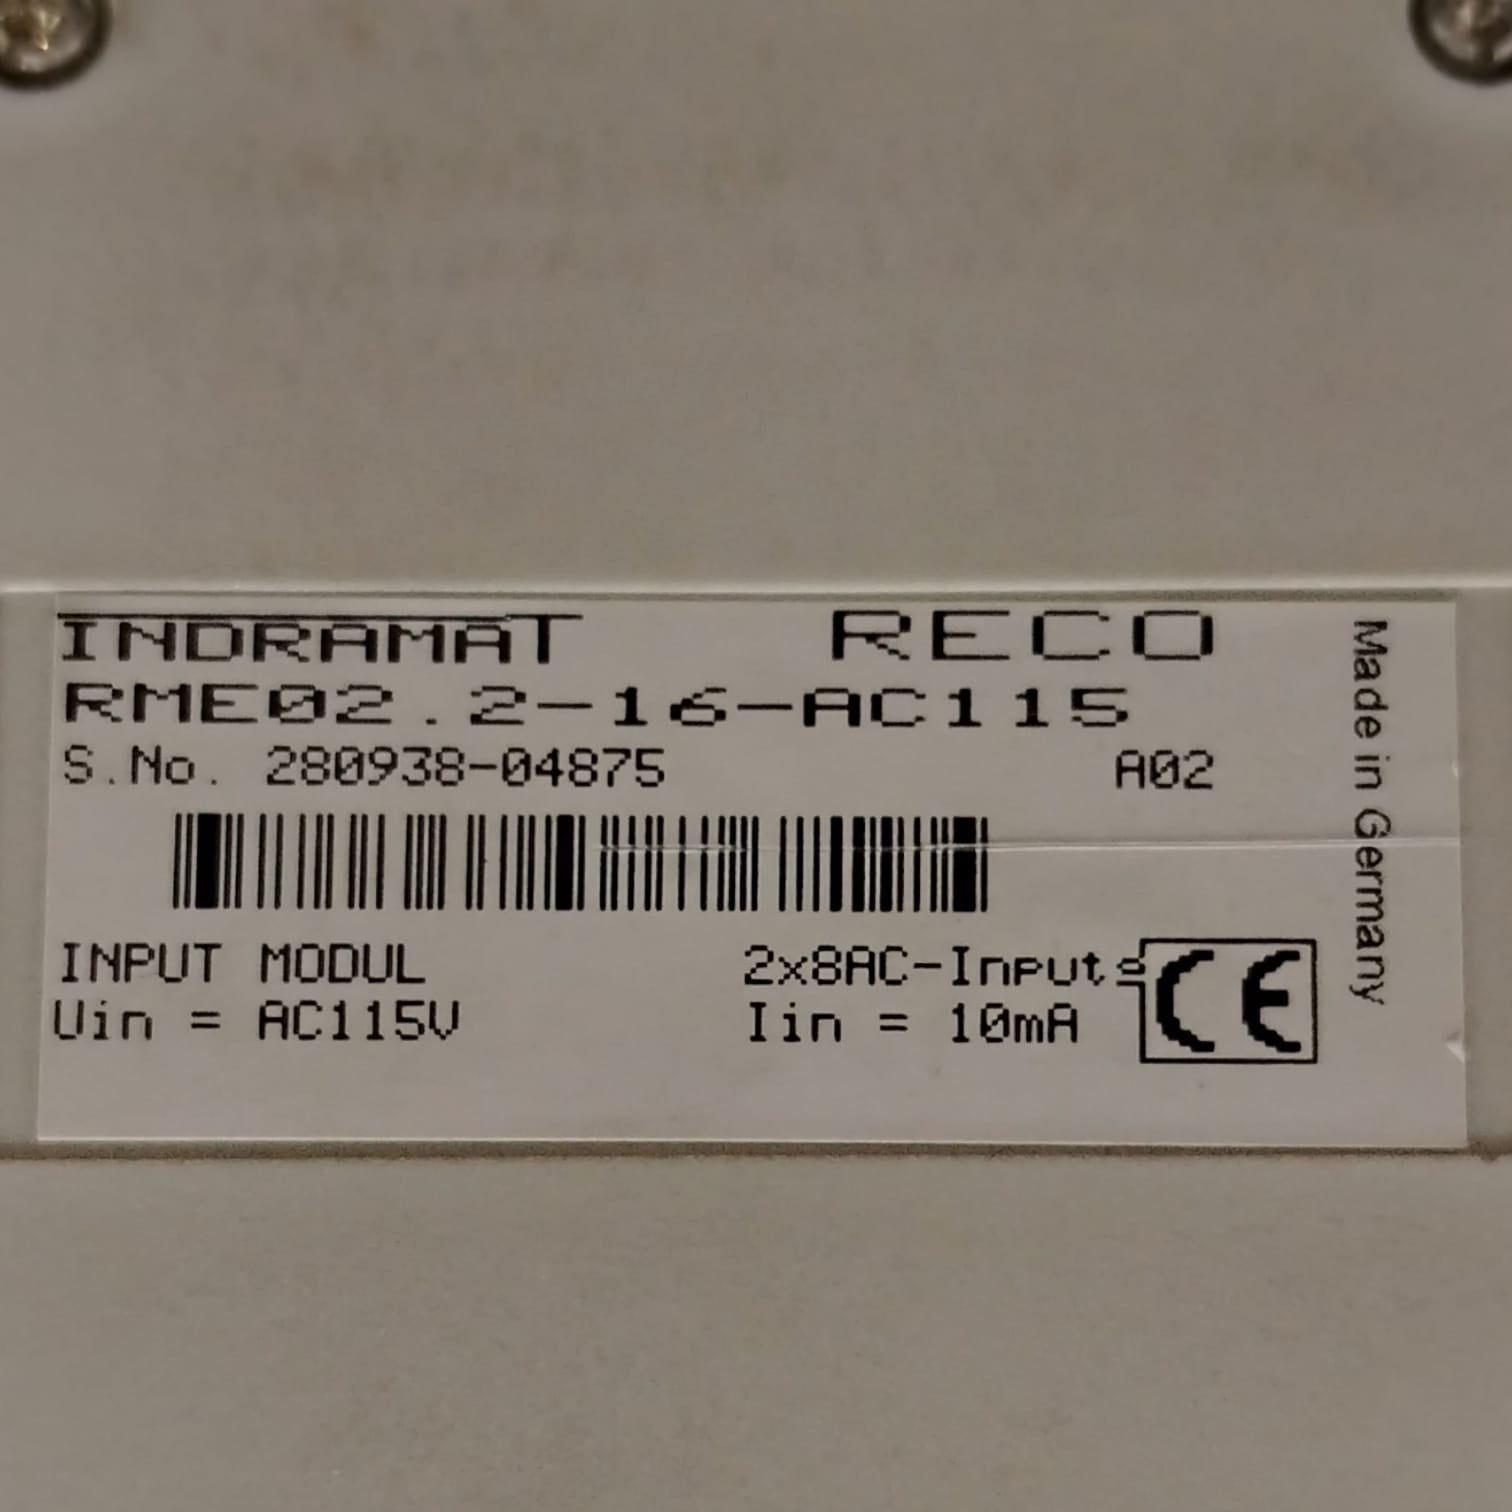 INDRAMAT RECO
RME02.2-16-AC115
S.No. 280938-04875 A02
INPUT MODUL 2x8AC-Inputs
Uin = AC115V Iin = 10mA
CE
Made in Germany